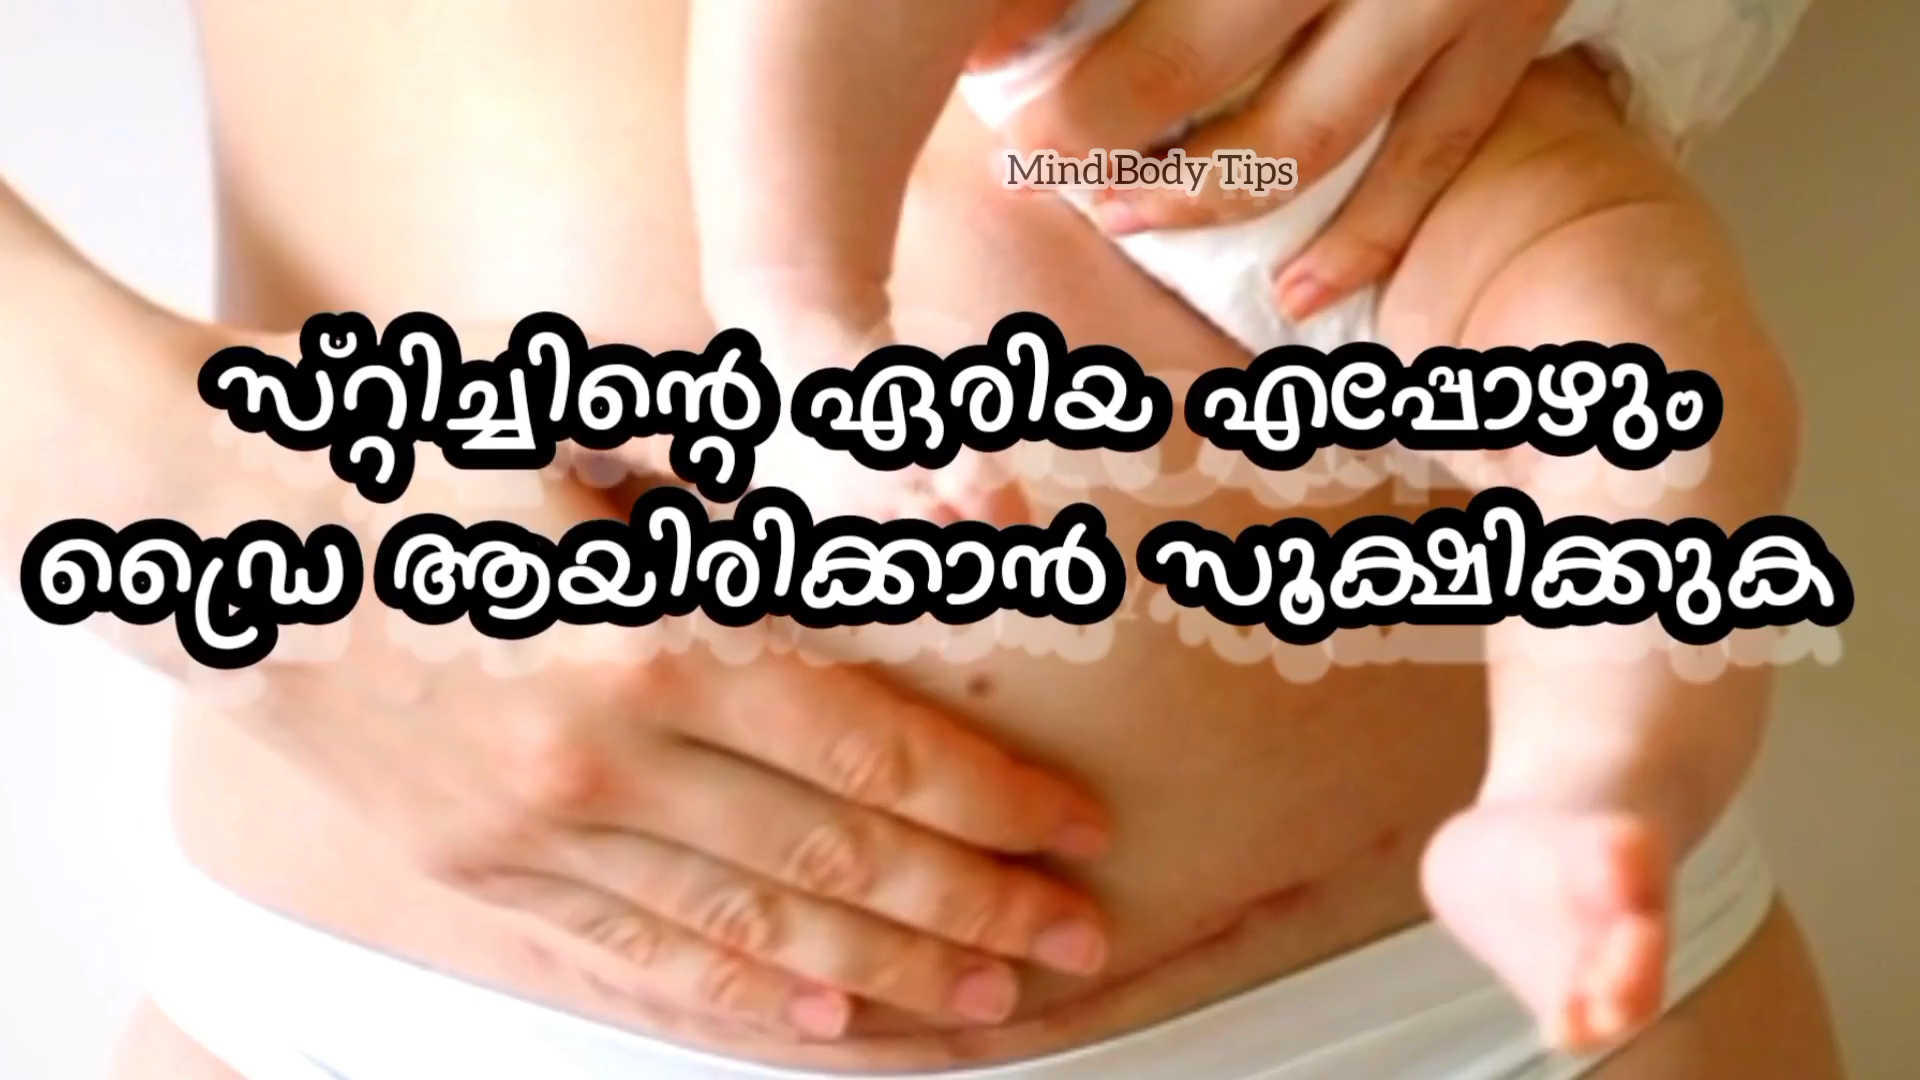 Mind Body Tips
സ്റ്റിച്ചിന്റെ ഏരിയ എപ്പോഴും
ഡ്രൈ ആയിരിക്കാൻ സൂക്ഷിക്കുക